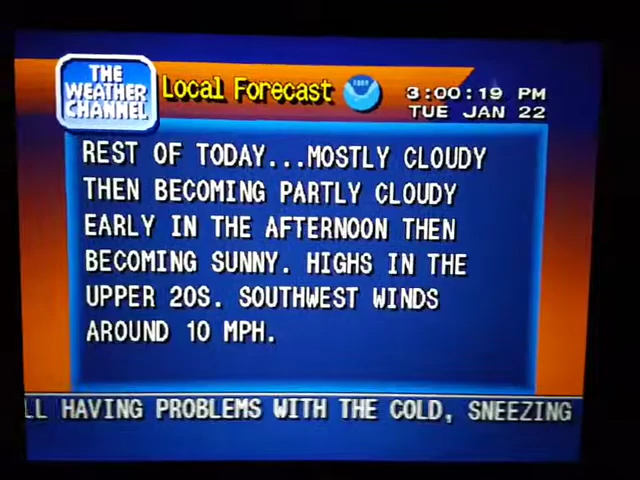 THE
WEATHER
CHANNEL
Local Forecast
3:00:19 PM
TUE JAN 22
REST OF TODAY...MOSTLY CLOUDY
THEN BECOMING PARTLY CLOUDY
EARLY IN THE AFTERNOON THEN
BECOMING SUNNY. HIGHS IN THE
UPPER 20S. SOUTHWEST WINDS
AROUND 10 MPH.
LL HAVING PROBLEMS WITH THE COLD, SNEEZING